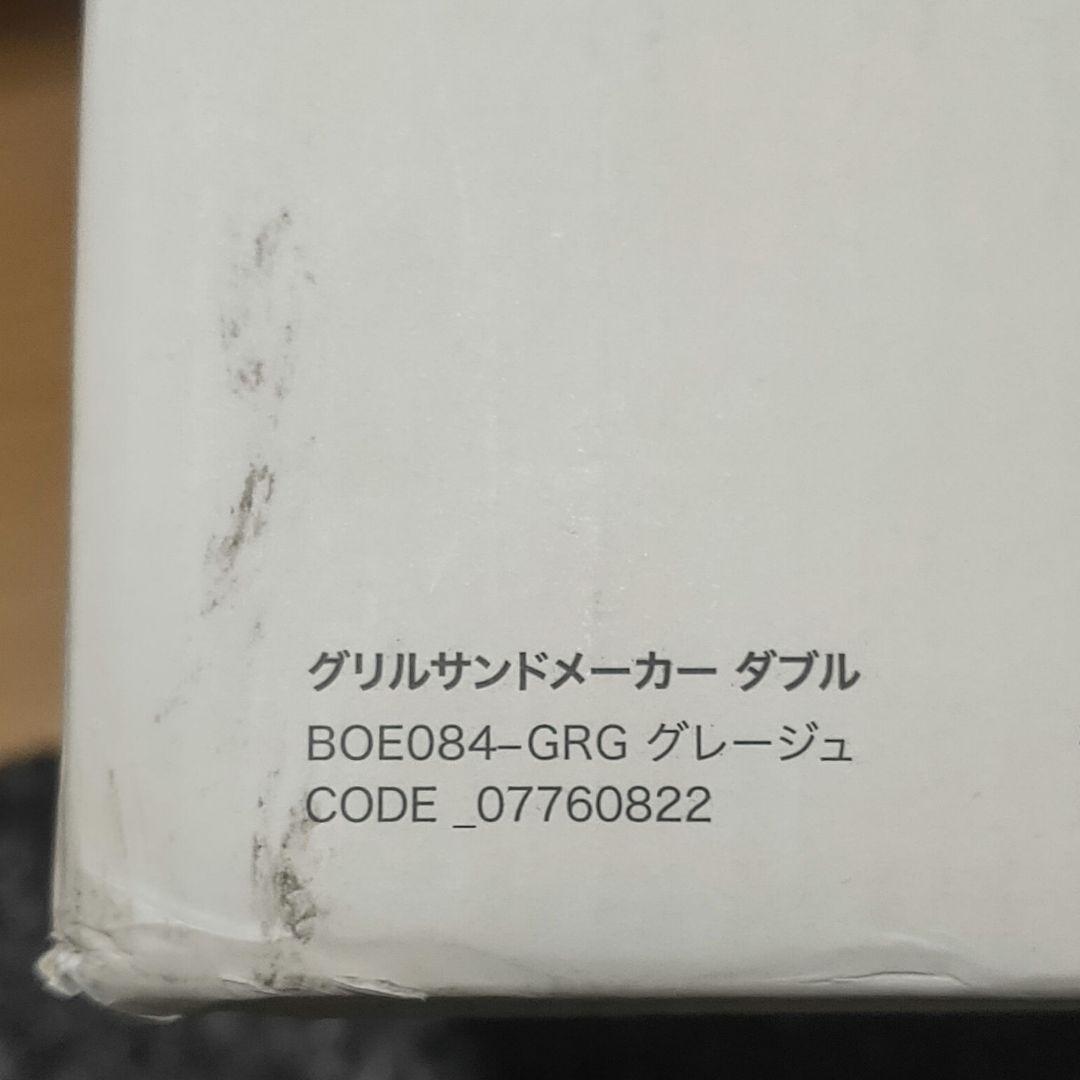 グリルサンドメーカー ダブル
BOE084-GRG グレージュ
CODE _07760822